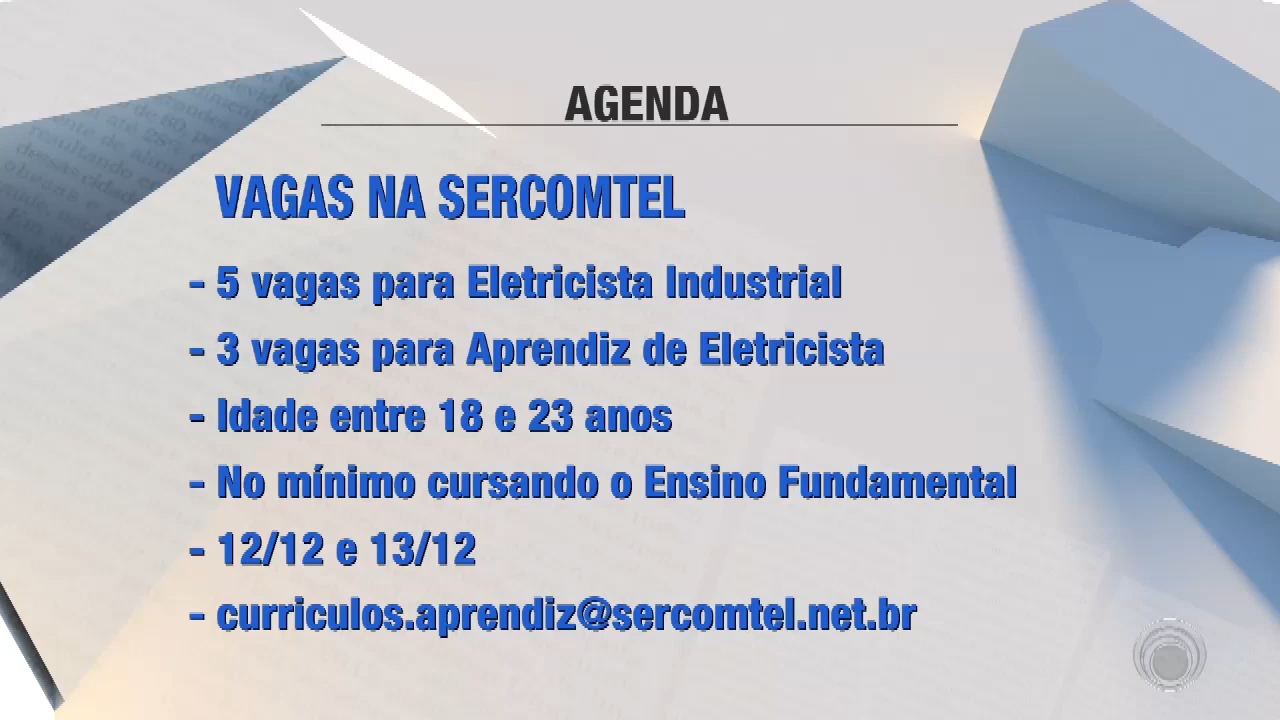 AGENDA
VAGAS NA SERCOMTEL
- 5 vagas para Eletricista Industrial
- 3 vagas para Aprendiz de Eletricista
- Idade entre 18 e 23 anos
- No mínimo cursando o Ensino Fundamental
- 12/12 e 13/12
- curriculos.aprendiz@sercomtel.net.br